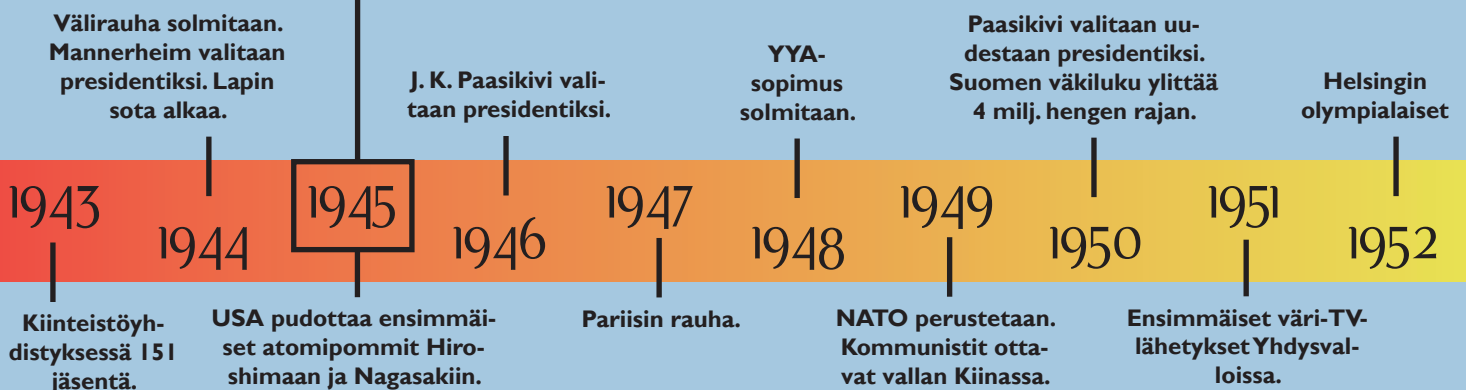 Välirauha solmitaan.
Mannerheim valitaan
presidentiksi. Lapin
sota alkaa.
J. K. Paasikivi vali-
taan presidentiksi.
YYA-
sopimus
solmitaan.
Paasikivi valitaan uu-
destaan presidentiksi.
Suomen väkiluku ylittää
4 milj. hengen rajan.
Helsingin
olympialaiset
1943
1944
1945
1946
1947
1948
1949
1950
1951
1952
Kiinteistöyh-
distyksessä 151
jäsentä.
USA pudottaa ensimmäi-
set atomipommit Hiro-
shimaan ja Nagasakiin.
Pariisin rauha.
NATO perustetaan.
Kommunistit otta-
vat vallan Kiinassa.
Ensimmäiset väri-TV-
lähetykset Yhdysval-
loissa.